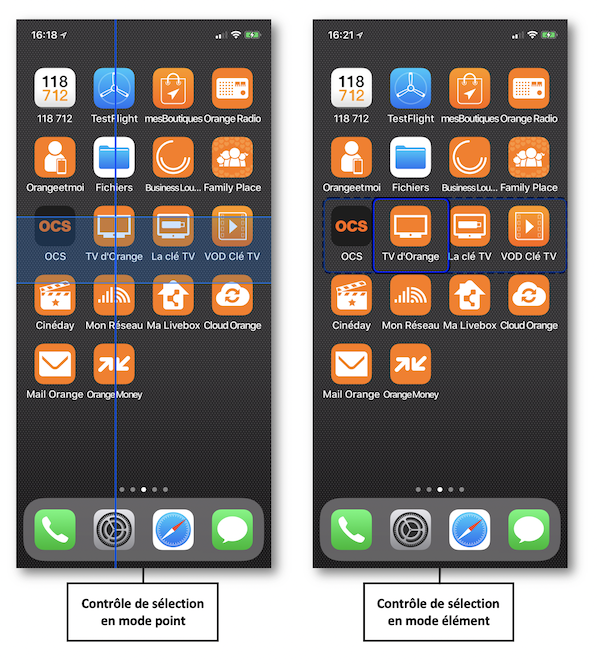 16:18
118
712
118 712
TestFlight
mesBoutiques
Orange Radio
Orangeetmoi
Fichiers
Business Lou...
Family Place
OCS
OCS
TV d'Orange
La clé TV
VOD Clé TV
Cinéday
Mon Réseau
Ma Livebox
Cloud Orange
Mail Orange
OrangeMoney
Contrôle de sélection
en mode point
16:21
118
712
118 712
TestFlight
mesBoutiques
Orange Radio
Orangeetmoi
Fichiers
Business Lou...
Family Place
OCS
OCS
TV d'Orange
La clé TV
VOD Clé TV
Cinéday
Mon Réseau
Ma Livebox
Cloud Orange
Mail Orange
OrangeMoney
Contrôle de sélection
en mode élément